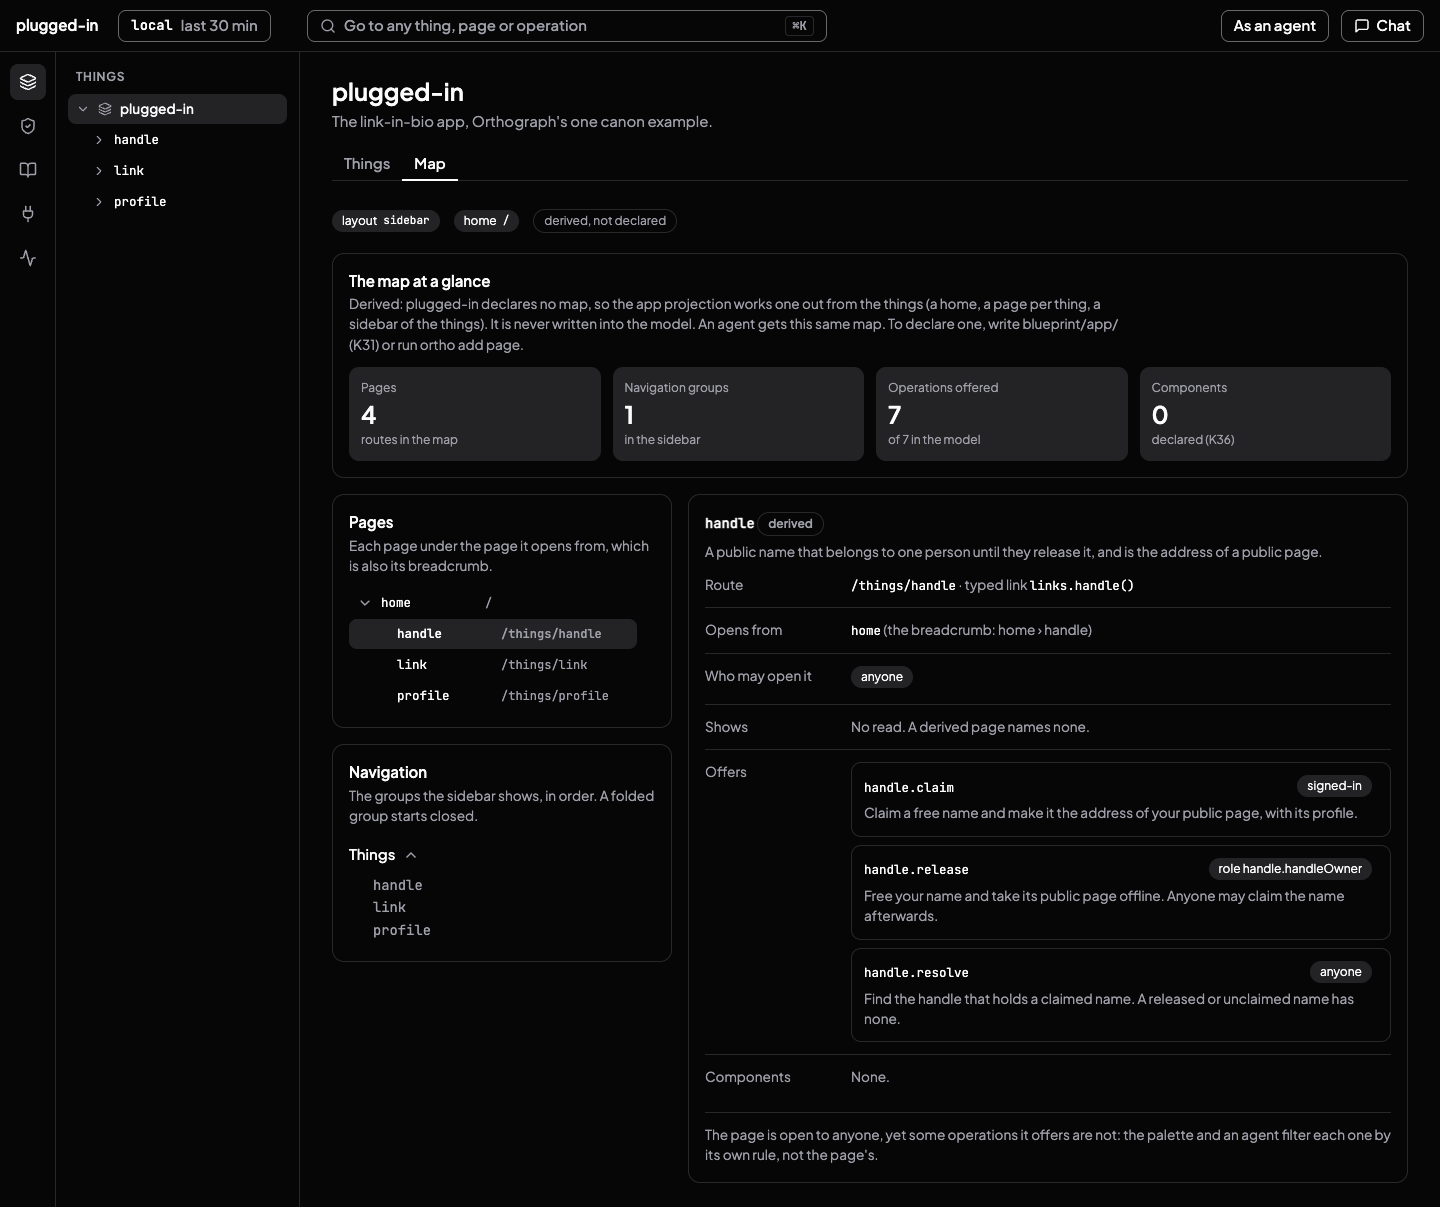 plugged-in
local last 30 min
Go to any thing, page or operation
⌘K
As an agent
Chat
THINGS
plugged-in
handle
link
profile
plugged-in
The link-in-bio app, Orthograph's one canon example.
Things
Map
layout sidebar
home /
derived, not declared
The map at a glance
Derived: plugged-in declares no map, so the app projection works one out from the things (a home, a page per thing, a
sidebar of the things). It is never written into the model. An agent gets this same map. To declare one, write blueprint/app/
(K31) or run ortho add page.
Pages
4
routes in the map
Navigation groups
1
in the sidebar
Operations offered
7
of 7 in the model
Components
0
declared (K36)
Pages
Each page under the page it opens from, which
is also its breadcrumb.
home /
handle /things/handle
link /things/link
profile /things/profile
Navigation
The groups the sidebar shows, in order. A folded
group starts closed.
Things
handle
link
profile
handle derived
A public name that belongs to one person until they release it, and is the address of a public page.
Route /things/handle · typed link links.handle()
Opens from home (the breadcrumb: home › handle)
Who may open it anyone
Shows No read. A derived page names none.
Offers
handle.claim signed-in
Claim a free name and make it the address of your public page, with its profile.
handle.release role handle.handleOwner
Free your name and take its public page offline. Anyone may claim the name
afterwards.
handle.resolve anyone
Find the handle that holds a claimed name. A released or unclaimed name has
none.
Components None.
The page is open to anyone, yet some operations it offers are not: the palette and an agent filter each one by
its own rule, not the page's.